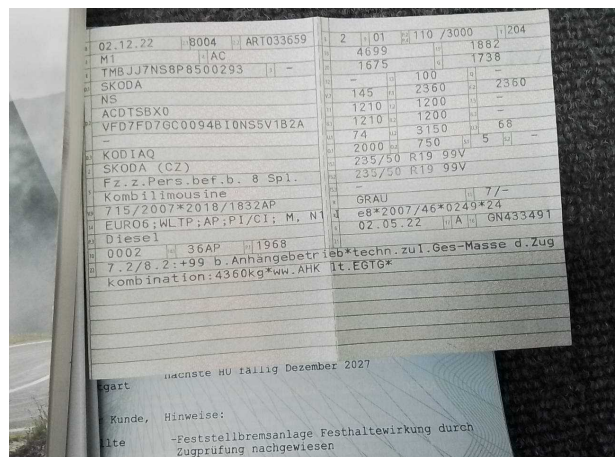 02.12.22 8004 ART033659
M1 AC
TMBJJ7NS8P8500293 -
SKODA
NS
ACDTSBX0
VFD7FD7GC0094BI0NS5V1B2A
-
KODIAQ
SKODA (CZ)
Fz.z.Pers.bef.b. 8 Spl.
Kombilimousine
715/2007*2018/1832AP
EURO6;WLTP;AP;PI/CI; M, N1 J
Diesel
0002 36AP 1968
2 01 110 /3000 204
4699 1882
1675 1738
- 100 -
145 2360 2360
1210 1200 -
1210 1200 -
74 3150 68
2000 750 5 -
235/50 R19 99V
235/50 R19 99V
-
GRAU 7/-
e8*2007/46*0249*24
02.05.22 A GN433491
7.2/8.2:+99 b.Anhängebetrieb*techn.zul.Ges-Masse d.Zug
kombination:4360kg*ww.AHK lt.EGTG*
nächste HU fällig Dezember 2027
tgart
Kunde, Hinweise:
llte -Feststellbremsanlage Festhaltewirkung durch
Zugprüfung nachgewiesen